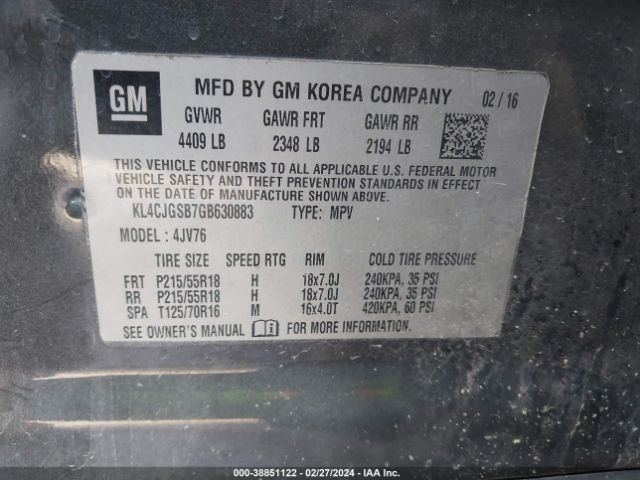 GM MFD BY GM KOREA COMPANY 02 / 16
GVWR GAWR FRT GAWR RR
4409 LB 2348 LB 2194 LB
THIS VEHICLE CONFORMS TO ALL APPLICABLE U.S. FEDERAL MOTOR
VEHICLE SAFETY AND THEFT PREVENTION STANDARDS IN EFFECT
ON THE DATE OF MANUFACTURE SHOWN ABOVE.
KL4CJGSB7GB630883 TYPE: MPV
MODEL: 4JV76
TIRE SIZE SPEED RTG RIM COLD TIRE PRESSURE
FRT P215/55R18 H 18x7.0J 240KPA, 35 PSI
RR P215/55R18 H 18x7.0J 240KPA, 35 PSI
SPA T125/70R16 M 16x4.0T 420KPA, 60 PSI
SEE OWNER'S MANUAL i FOR MORE INFORMATION.
000-38851122 - 02/27/2024 - IAA Inc.